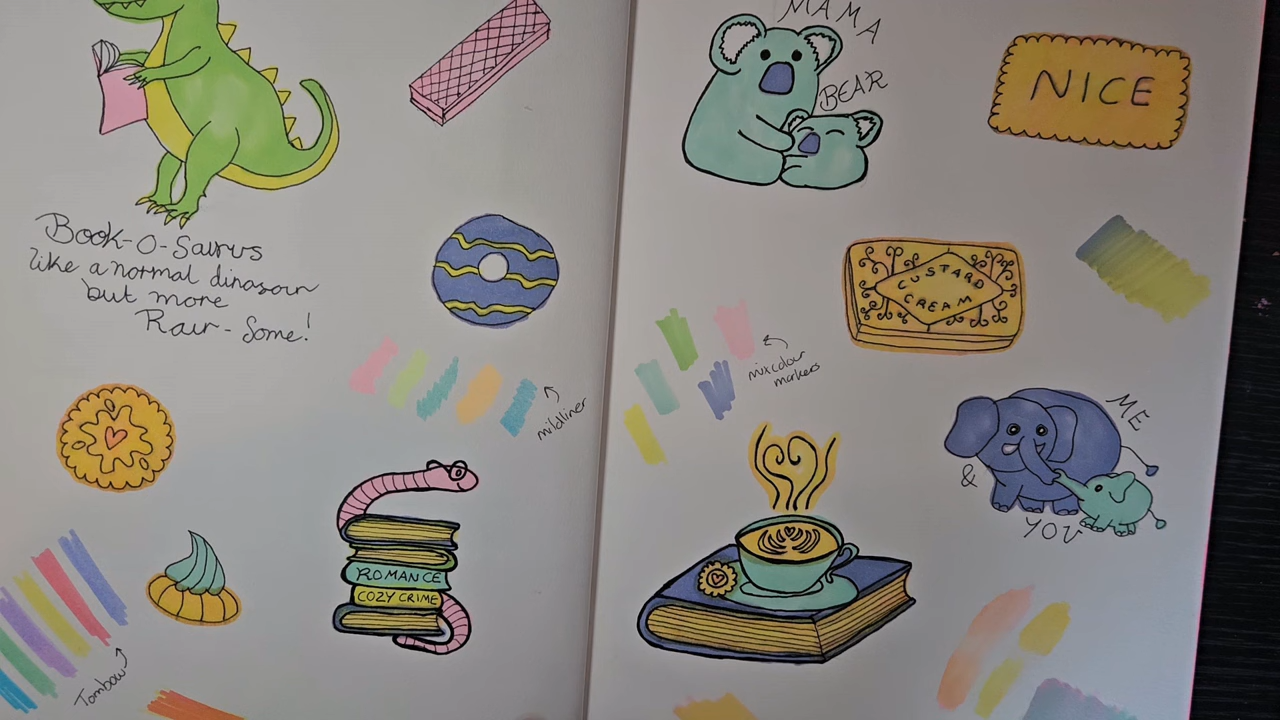 Book-O-Saurus
like a normal dinosaur
but more
Rair-Some!
mildliner
ROMANCE
COZY CRIME
Tombow
MAMA
BEAR
NICE
CUSTARD
CREAM
mixcolour
markers
ME
&
YOU